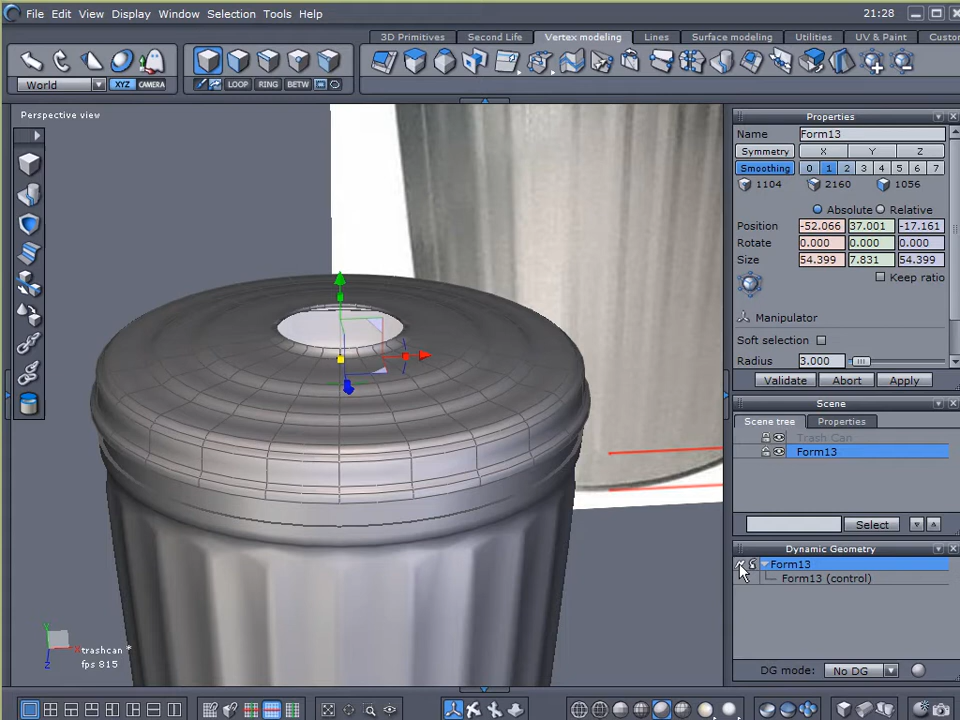 File Edit View Display Window Selection Tools Help 21:28
3D Primitives Second Life Vertex modeling Lines Surface modeling Utilities UV & Paint Custo
World XYZ CAMERA LOOP RING BETW
Perspective view
Properties
Name Form13
Symmetry X Y Z
Smoothing 0 1 2 3 4 5 6 7
1104 2160 1056
Absolute Relative
Position -52.066 37.001 -17.161
Rotate 0.000 0.000 0.000
Size 54.399 7.831 54.399
Keep ratio
Manipulator
Soft selection
Radius 3.000
Validate Abort Apply
Scene
Scene tree Properties
Trash Can
Form13
Select
Dynamic Geometry
Form13
Form13 (control)
DG mode: No DG
Y
X
Z
trashcan *
fps 815